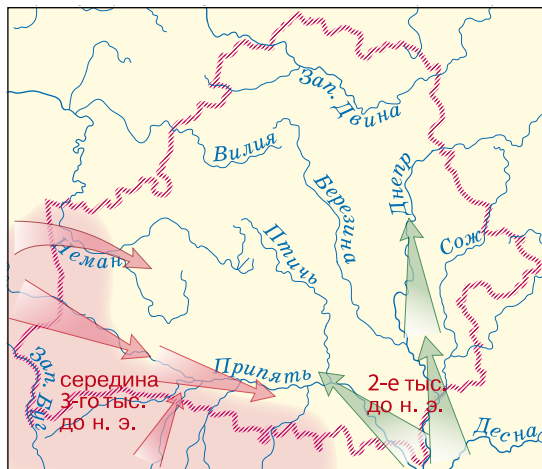 Зап. Двина
Вилия
Березина
Днепр
Сож
Птичь
Неман
Припять
Зап. Буг
середина
3-го тыс.
до н. э.
2-е тыс.
до н. э.
Десна